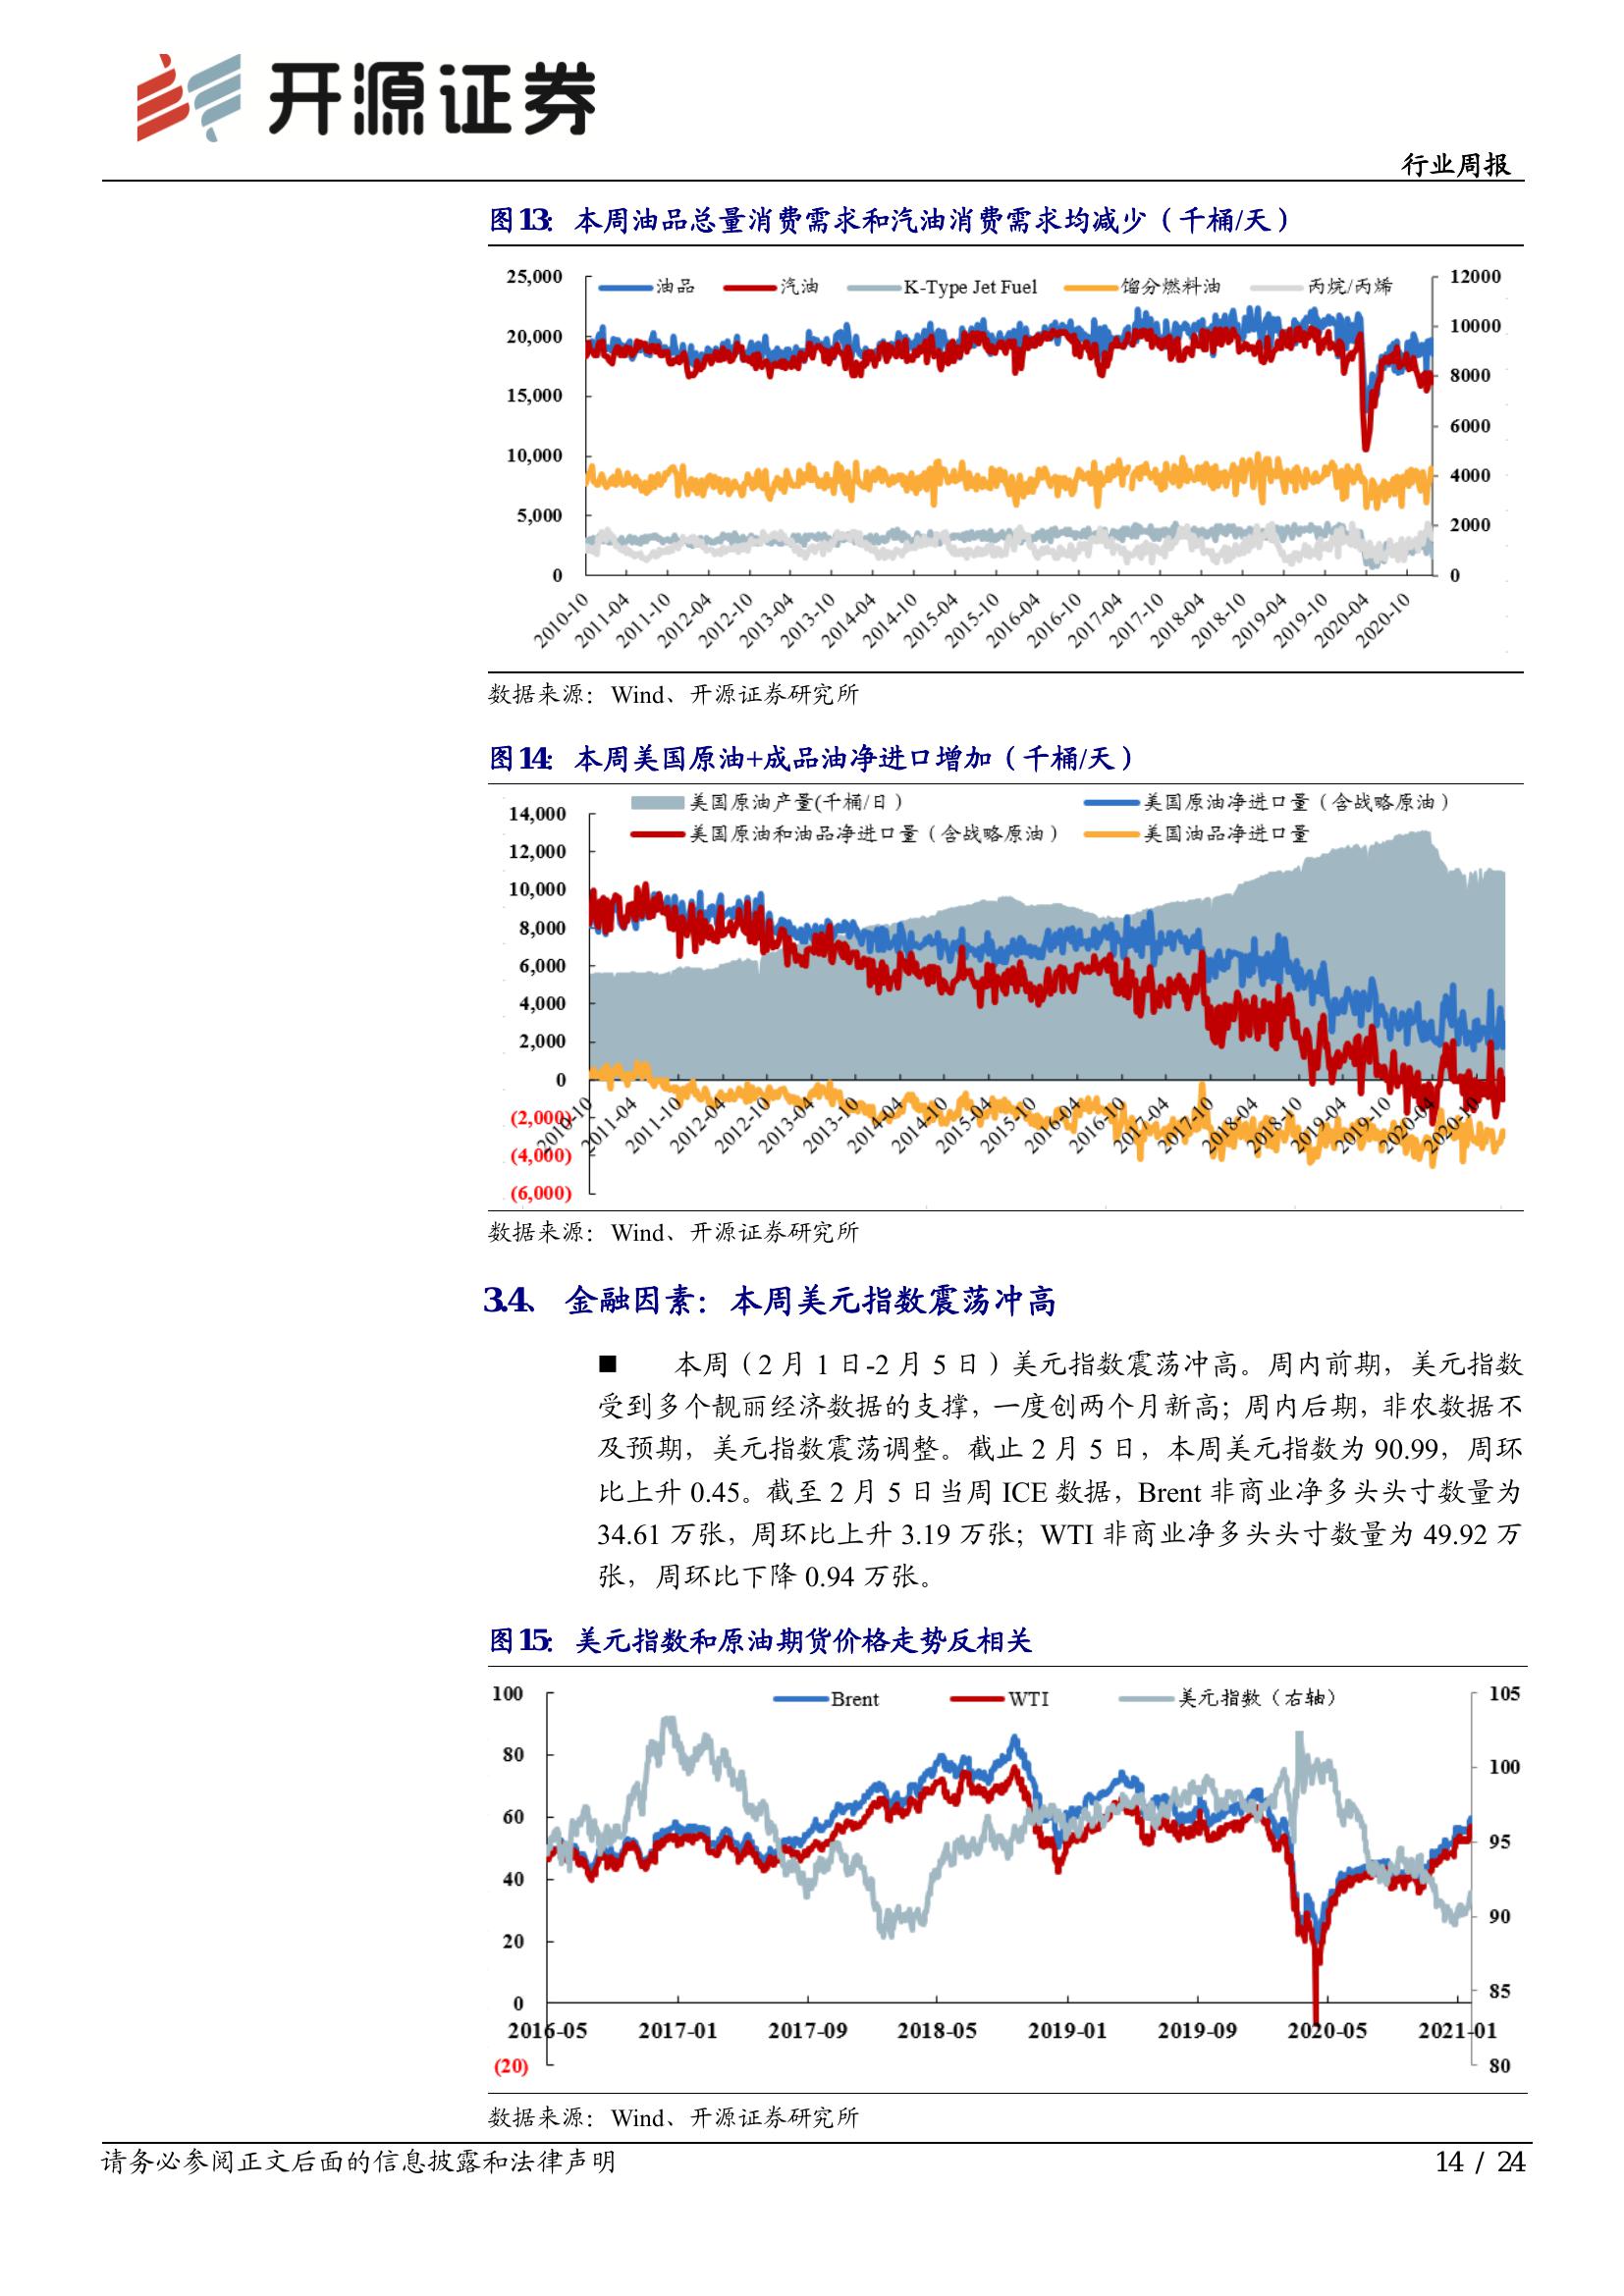 开源证券
行业周报
图13：本周油品总量消费需求和汽油消费需求均减少（千桶/天）
油品 汽油 K-Type Jet Fuel 馏分燃料油 丙烷/丙烯
25,000
20,000
15,000
10,000
5,000
0
12000
10000
8000
6000
4000
2000
0
2010-10 2011-04 2011-10 2012-04 2012-10 2013-04 2013-10 2014-04 2014-10 2015-04 2015-10 2016-04 2016-10 2017-04 2017-10 2018-04 2018-10 2019-04 2019-10 2020-04 2020-10
数据来源：Wind、开源证券研究所
图14：本周美国原油+成品油净进口增加（千桶/天）
美国原油产量(千桶/日） 美国原油净进口量（含战略原油）
美国原油和油品净进口量（含战略原油） 美国油品净进口量
14,000
12,000
10,000
8,000
6,000
4,000
2,000
0
(2,000)
(4,000)
(6,000)
2010-10 2011-04 2011-10 2012-04 2012-10 2013-04 2013-10 2014-04 2014-10 2015-04 2015-10 2016-04 2016-10 2017-04 2017-10 2018-04 2018-10 2019-04 2019-10 2020-04 2020-10
数据来源：Wind、开源证券研究所
3.4、 金融因素：本周美元指数震荡冲高
■ 本周（2 月 1 日-2 月 5 日）美元指数震荡冲高。周内前期，美元指数
受到多个靓丽经济数据的支撑，一度创两个月新高；周内后期，非农数据不
及预期，美元指数震荡调整。截止 2 月 5 日，本周美元指数为 90.99，周环
比上升 0.45。截至 2 月 5 日当周 ICE 数据，Brent 非商业净多头头寸数量为
34.61 万张，周环比上升 3.19 万张；WTI 非商业净多头头寸数量为 49.92 万
张，周环比下降 0.94 万张。
图15：美元指数和原油期货价格走势反相关
Brent WTI 美元指数（右轴）
100
80
60
40
20
0
(20)
105
100
95
90
85
80
2016-05 2017-01 2017-09 2018-05 2019-01 2019-09 2020-05 2021-01
数据来源：Wind、开源证券研究所
请务必参阅正文后面的信息披露和法律声明 14 / 24